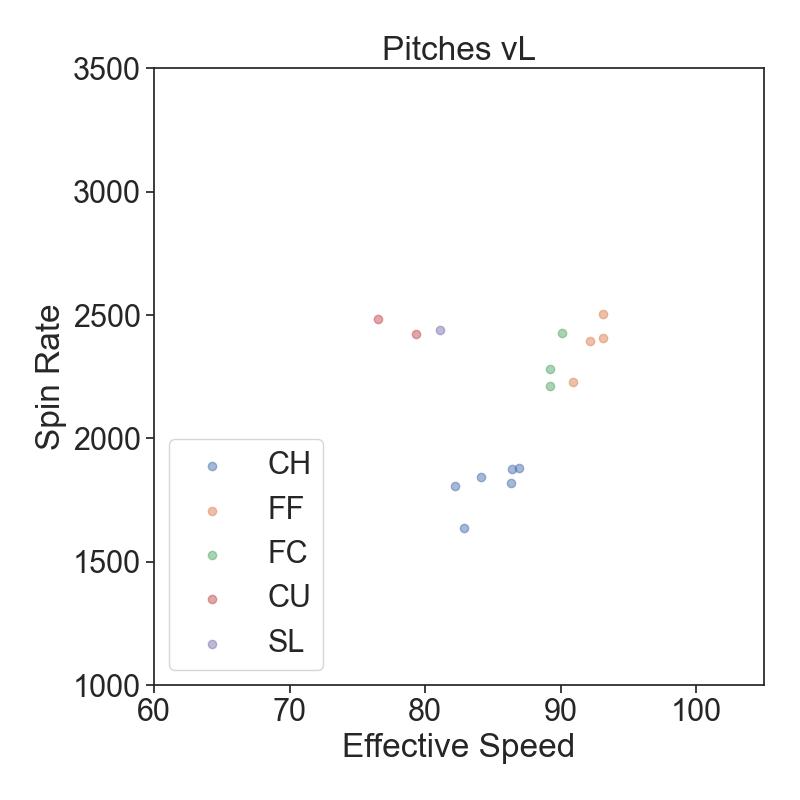 Pitches vL
3500
3000
2500
2000
1500
1000
Spin Rate
CH
FF
FC
CU
SL
60 70 80 90 100
Effective Speed